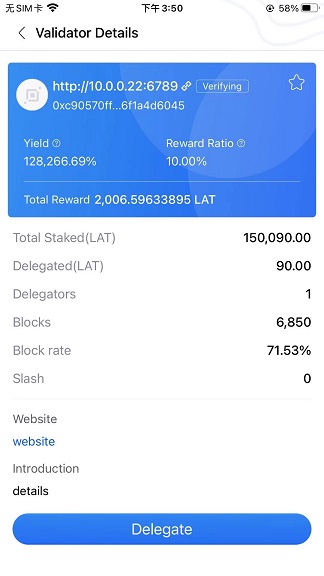 无SIM卡
下午3:50
58%
Validator Details
http://10.0.0.22:6789
Verifying
0xc90570ff...6f1a4d6045
Yield
Reward Ratio
128,266.69%
10.00%
Total Reward 2,006.59633895 LAT
Total Staked(LAT) 150,090.00
Delegated(LAT) 90.00
Delegators 1
Blocks 6,850
Block rate 71.53%
Slash 0
Website
website
Introduction
details
Delegate